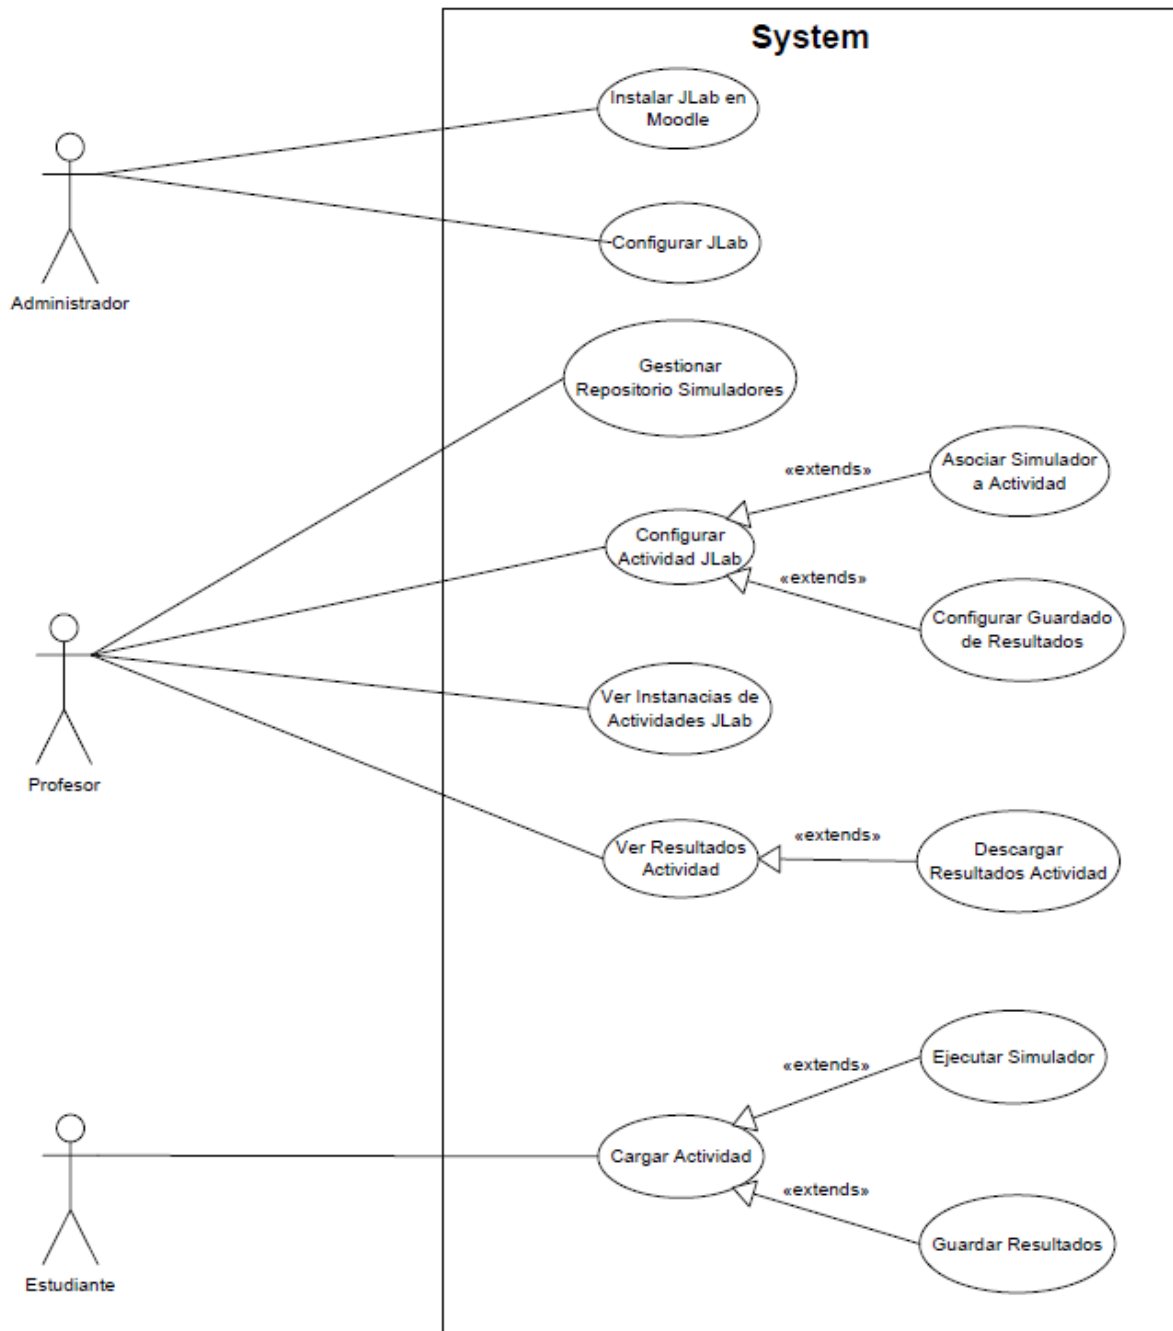 System
Instalar JLab en
Moodle
Configurar JLab
Administrador
Gestionar
Repositorio Simuladores
«extends»
Asociar Simulador
a Actividad
Configurar
Actividad JLab
«extends»
Configurar Guardado
de Resultados
Profesor
Ver Instanacias de
Actividades JLab
Ver Resultados
Actividad
«extends»
Descargar
Resultados Actividad
«extends»
Ejecutar Simulador
Cargar Actividad
«extends»
Guardar Resultados
Estudiante